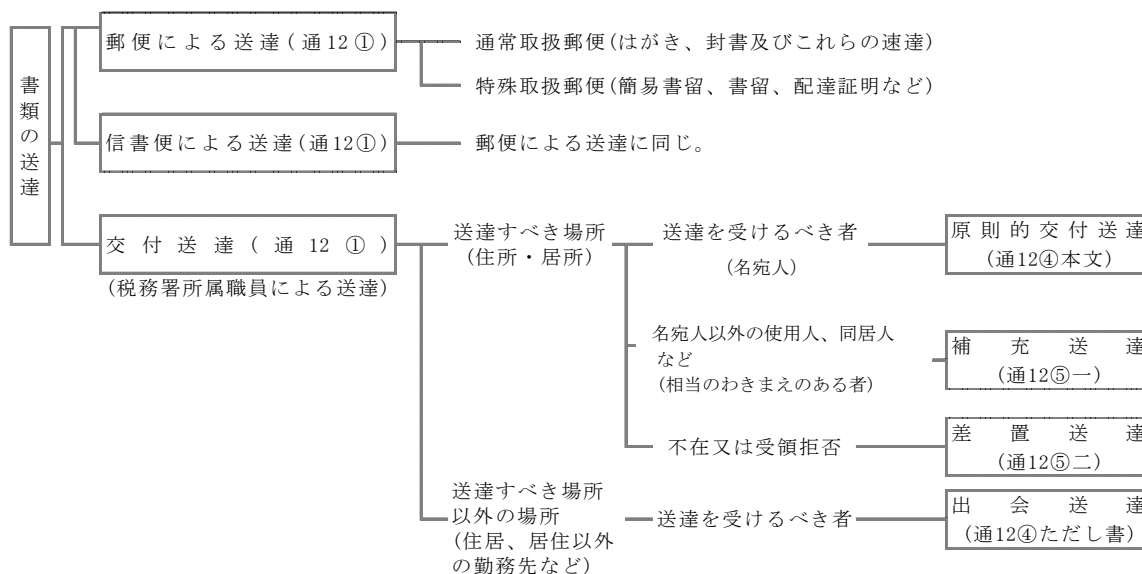 書類の送達
郵便による送達(通12①)
通常取扱郵便(はがき、封書及びこれらの速達)
特殊取扱郵便(簡易書留、書留、配達証明など)
信書便による送達(通12①)
郵便による送達に同じ。
交付送達(通12①)
(税務署所属職員による送達)
送達すべき場所
(住所・居所)
送達を受けるべき者
(名宛人)
原則的交付送達
(通12④本文)
名宛人以外の使用人、同居人
など
(相当のわきまえのある者)
補充送達
(通12⑤一)
不在又は受領拒否
差置送達
(通12⑤二)
送達すべき場所
以外の場所
(住居、居住以外
の勤務先など)
送達を受けるべき者
出会送達
(通12④ただし書)